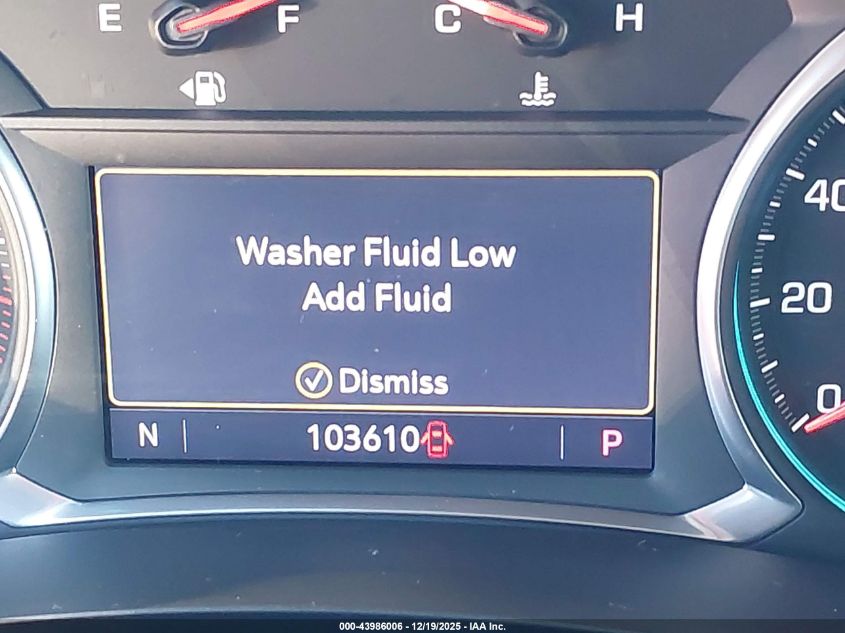 E F C H
Washer Fluid Low
Add Fluid
Dismiss
N 103610 P
40
20
0
000-43986006 - 12/19/2025 - IAA Inc.